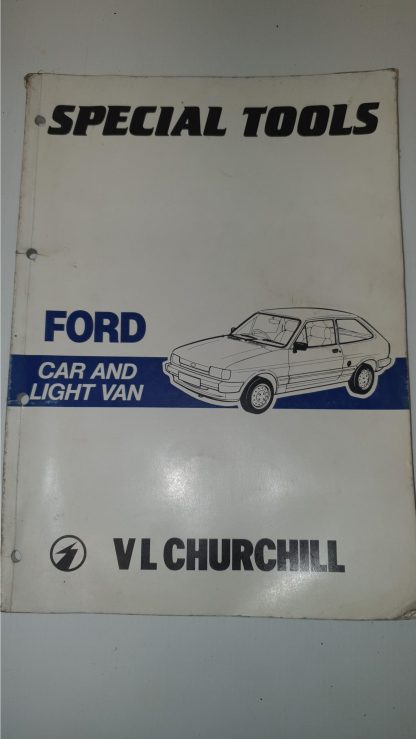 SPECIAL TOOLS
FORD
CAR AND
LIGHT VAN
V L CHURCHILL